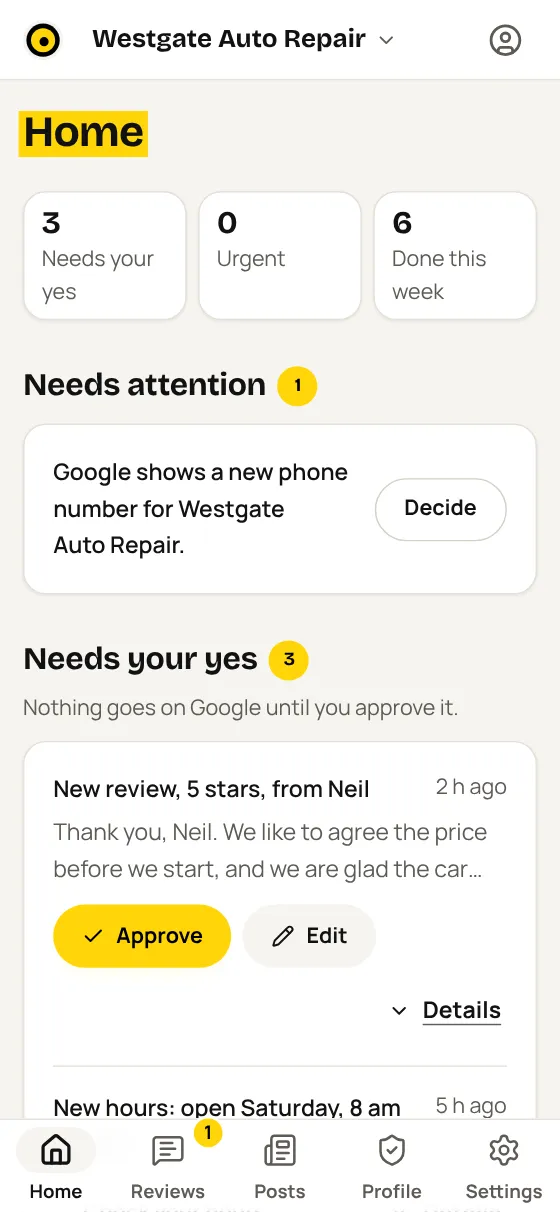 Westgate Auto Repair
Home
3
Needs your
yes
0
Urgent
6
Done this
week
Needs attention 1
Google shows a new phone
number for Westgate
Auto Repair.
Decide
Needs your yes 3
Nothing goes on Google until you approve it.
New review, 5 stars, from Neil 2 h ago
Thank you, Neil. We like to agree the price
before we start, and we are glad the car…
Approve
Edit
Details
New hours: open Saturday, 8 am 5 h ago
1
Home
Reviews
Posts
Profile
Settings